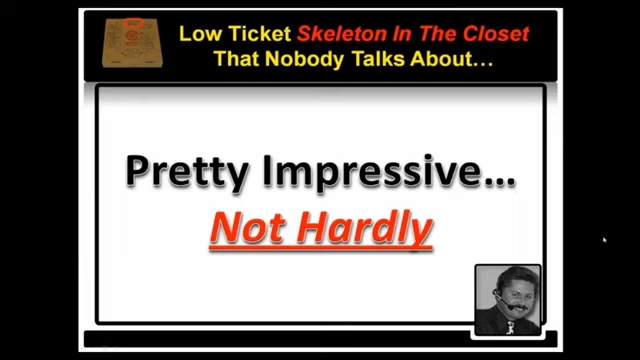 Low Ticket Skeleton In The Closet
That Nobody Talks About...
Pretty Impressive...
Not Hardly